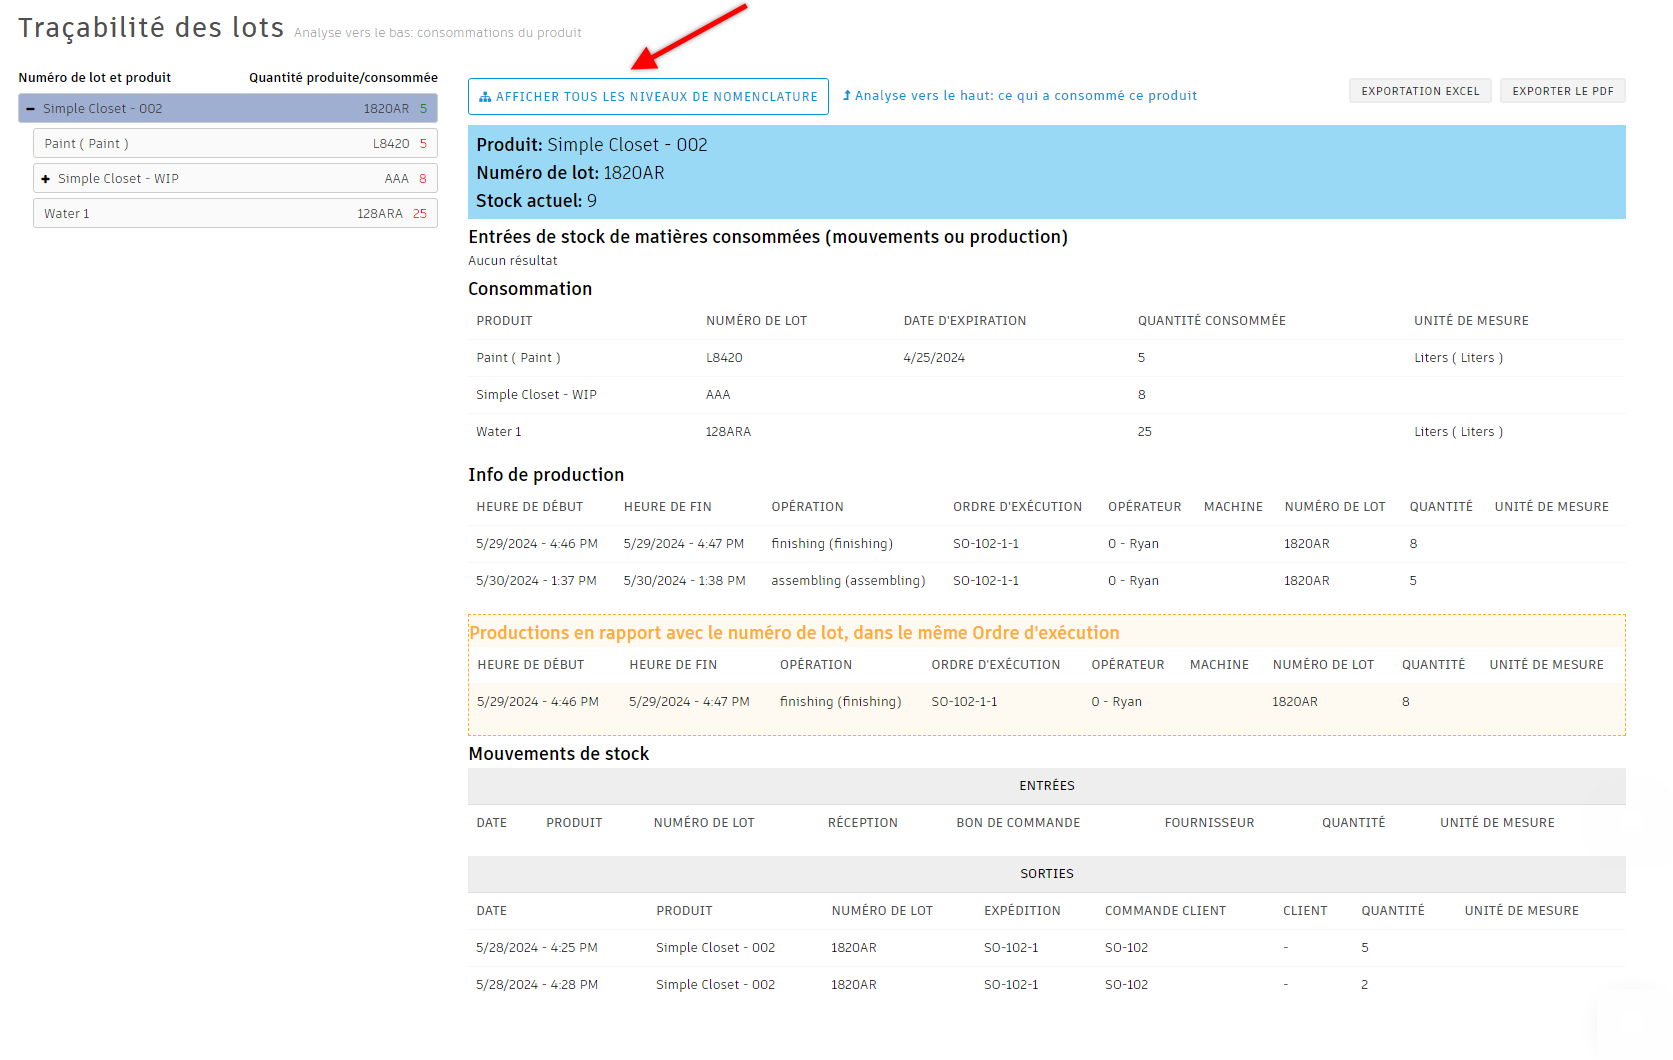 Traçabilité des lots Analyse vers le bas: consommations du produit
Numéro de lot et produit Quantité produite/consommée
Simple Closet - 002 1820AR 5
Paint ( Paint ) L8420 5
Simple Closet - WIP AAA 8
Water 1 128ARA 25
AFFICHER TOUS LES NIVEAUX DE NOMENCLATURE Analyse vers le haut: ce qui a consommé ce produit EXPORTATION EXCEL EXPORTER LE PDF
Produit: Simple Closet - 002
Numéro de lot: 1820AR
Stock actuel: 9
Entrées de stock de matières consommées (mouvements ou production)
Aucun résultat
Consommation
PRODUIT NUMÉRO DE LOT DATE D'EXPIRATION QUANTITÉ CONSOMMÉE UNITÉ DE MESURE
Paint ( Paint ) L8420 4/25/2024 5 Liters ( Liters )
Simple Closet - WIP AAA 8
Water 1 128ARA 25 Liters ( Liters )
Info de production
HEURE DE DÉBUT HEURE DE FIN OPÉRATION ORDRE D'EXÉCUTION OPÉRATEUR MACHINE NUMÉRO DE LOT QUANTITÉ UNITÉ DE MESURE
5/29/2024 - 4:46 PM 5/29/2024 - 4:47 PM finishing (finishing) SO-102-1-1 0 - Ryan 1820AR 8
5/30/2024 - 1:37 PM 5/30/2024 - 1:38 PM assembling (assembling) SO-102-1-1 0 - Ryan 1820AR 5
Productions en rapport avec le numéro de lot, dans le même Ordre d'exécution
HEURE DE DÉBUT HEURE DE FIN OPÉRATION ORDRE D'EXÉCUTION OPÉRATEUR MACHINE NUMÉRO DE LOT QUANTITÉ UNITÉ DE MESURE
5/29/2024 - 4:46 PM 5/29/2024 - 4:47 PM finishing (finishing) SO-102-1-1 0 - Ryan 1820AR 8
Mouvements de stock
ENTRÉES
DATE PRODUIT NUMÉRO DE LOT RÉCEPTION BON DE COMMANDE FOURNISSEUR QUANTITÉ UNITÉ DE MESURE
SORTIES
DATE PRODUIT NUMÉRO DE LOT EXPÉDITION COMMANDE CLIENT CLIENT QUANTITÉ UNITÉ DE MESURE
5/28/2024 - 4:25 PM Simple Closet - 002 1820AR SO-102-1 SO-102 - 5
5/28/2024 - 4:28 PM Simple Closet - 002 1820AR SO-102-1 SO-102 - 2